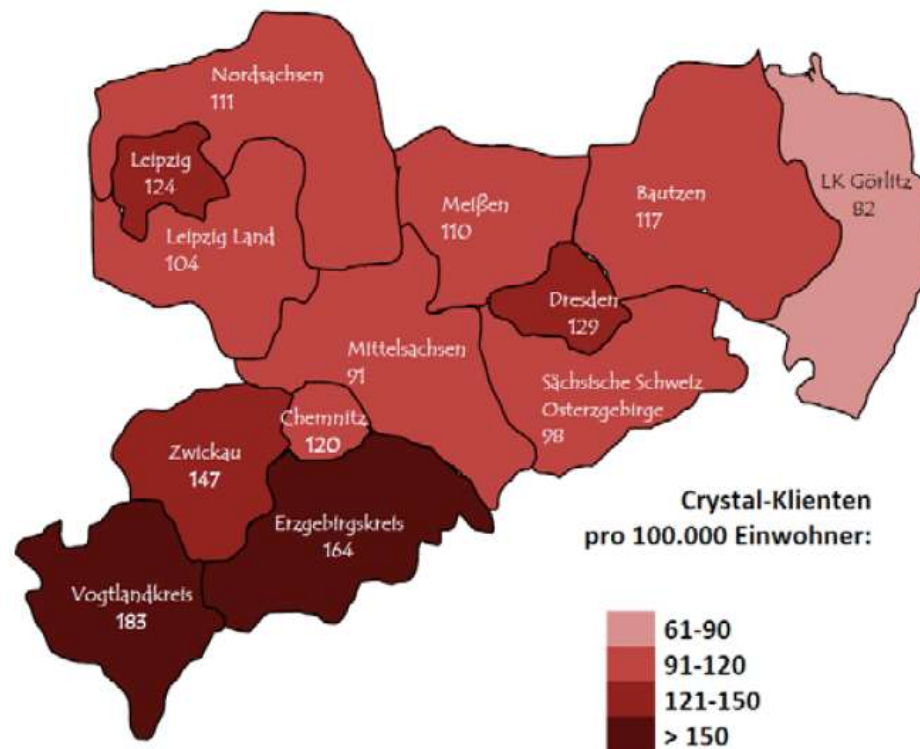 Nordsachsen
111
Leipzig
124
Leipzig Land
104
Meißen
110
Bautzen
117
LK Görlitz
82
Dresden
129
Mittelsachsen
91
Sächsische Schweiz
Osterzgebirge
98
Chemnitz
120
Zwickau
147
Erzgebirgskreis
164
Vogtlandkreis
183
Crystal-Klienten
pro 100.000 Einwohner:
61-90
91-120
121-150
> 150